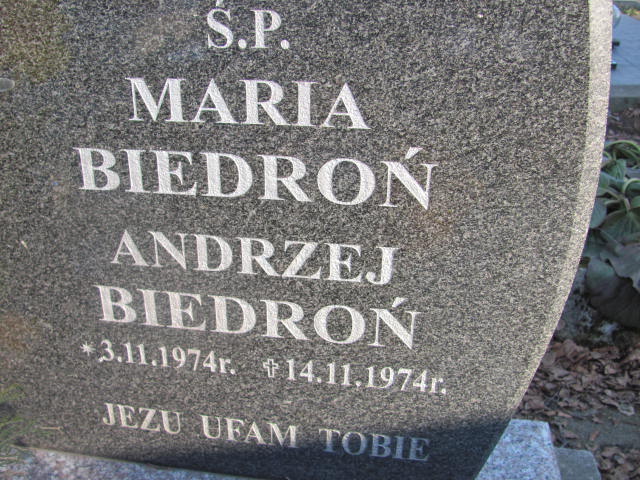 Ś.P.
MARIA
BIEDROŃ
ANDRZEJ
BIEDROŃ
* 3.11.1974r. ✝ 14.11.1974r.
JEZU UFAM TOBIE